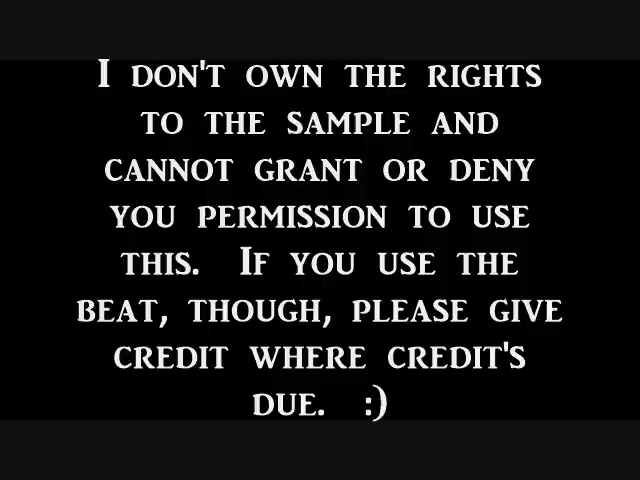 I DON'T OWN THE RIGHTS
TO THE SAMPLE AND
CANNOT GRANT OR DENY
YOU PERMISSION TO USE
THIS. IF YOU USE THE
BEAT, THOUGH, PLEASE GIVE
CREDIT WHERE CREDIT'S
DUE. :)